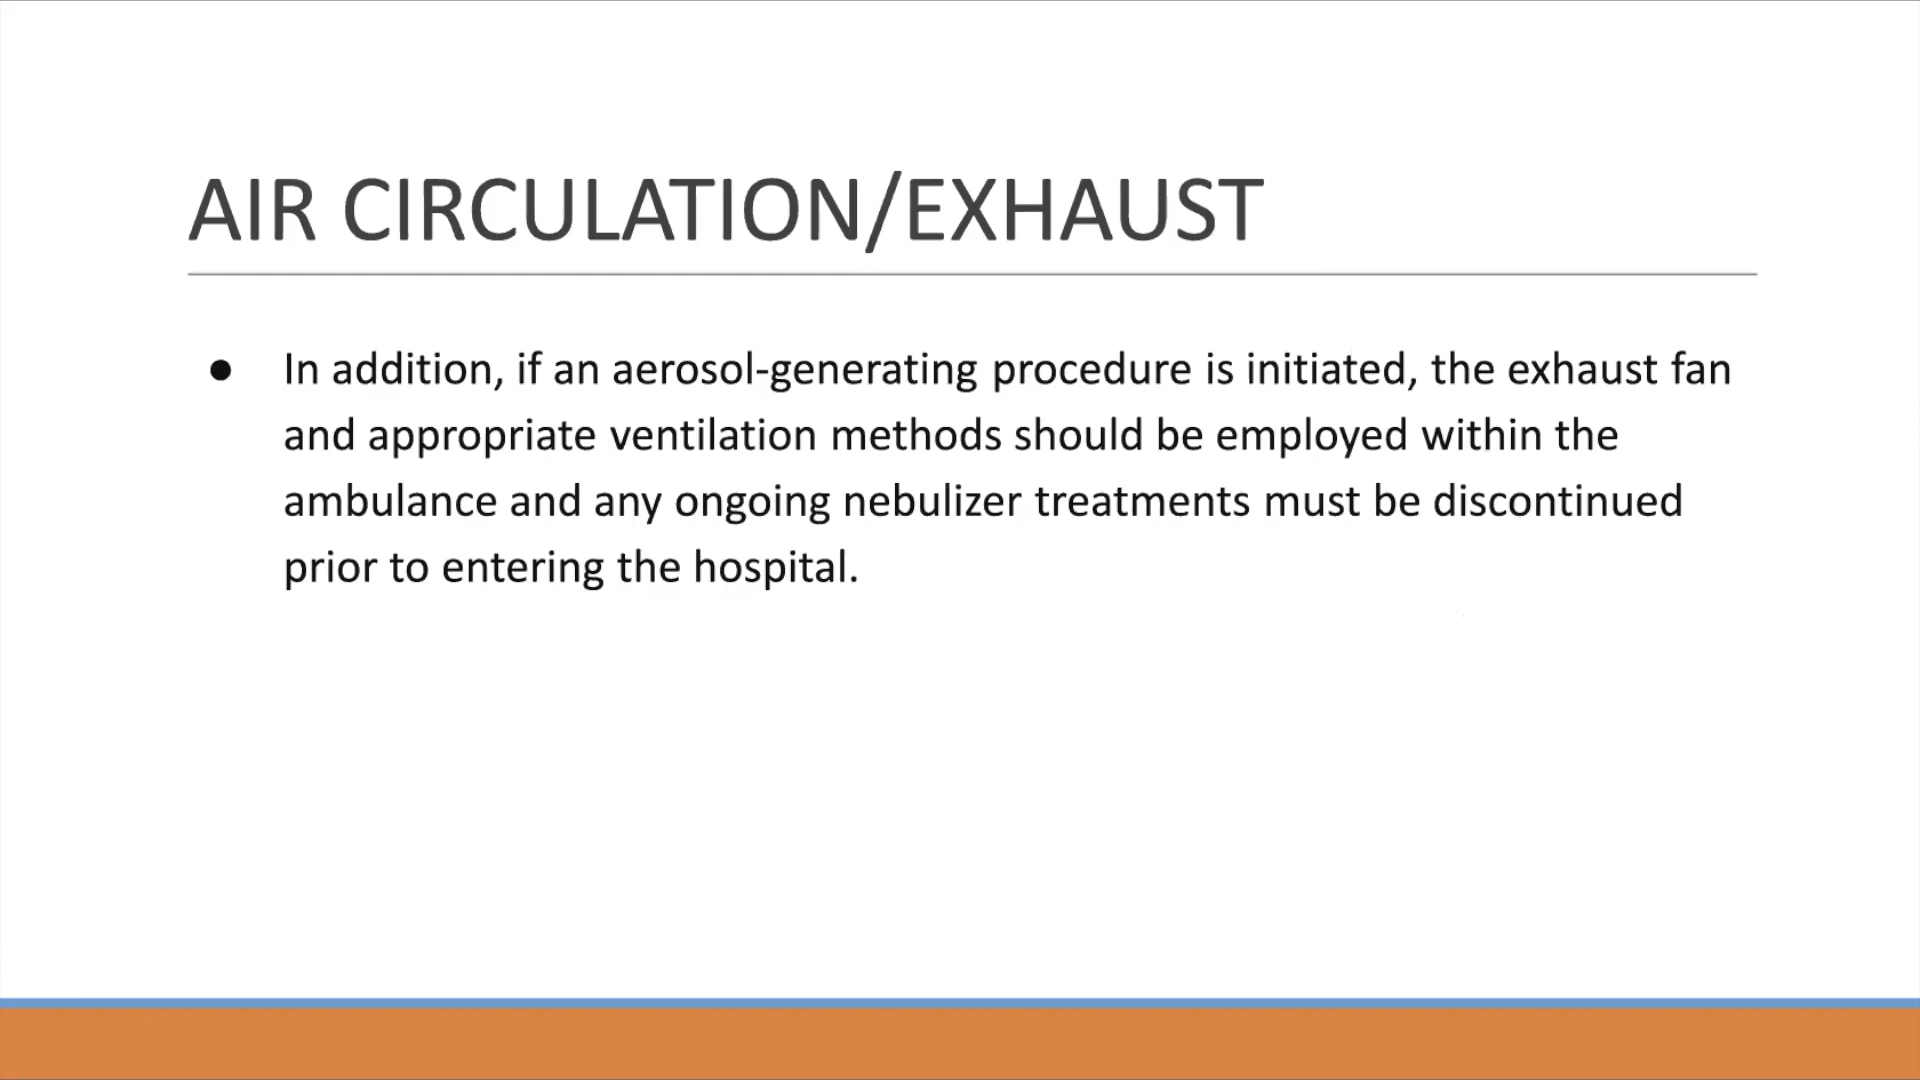 AIR CIRCULATION/EXHAUST
● In addition, if an aerosol-generating procedure is initiated, the exhaust fan
and appropriate ventilation methods should be employed within the
ambulance and any ongoing nebulizer treatments must be discontinued
prior to entering the hospital.